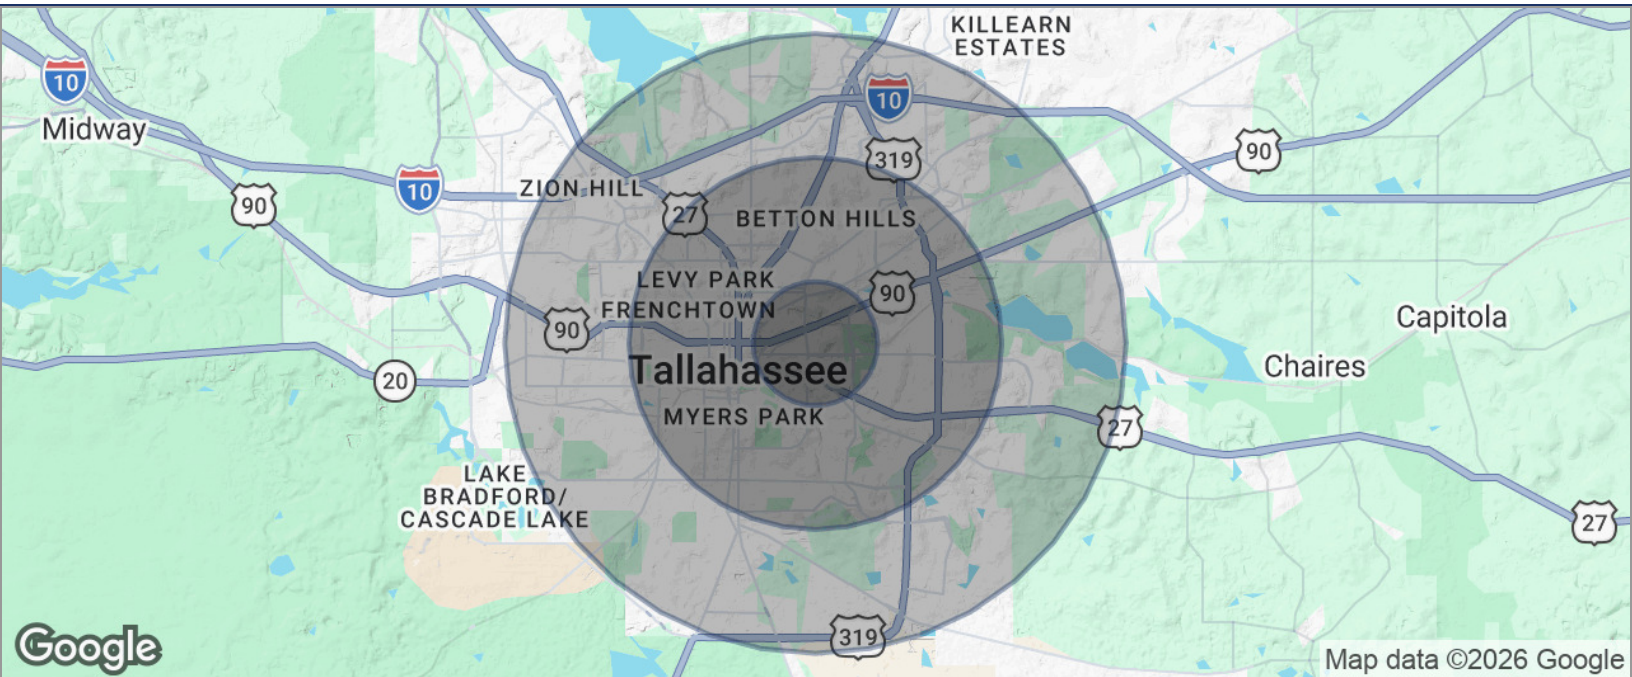 KILLEARN
ESTATES
10
10
Midway
319
90
10
ZION HILL
90
27
BETTON HILLS
LEVY PARK
90
FRENCHTOWN
90
Capitola
Chaires
Tallahassee
20
MYERS PARK
27
LAKE
BRADFORD/
CASCADE LAKE
27
319
Google
Map data ©2026 Google